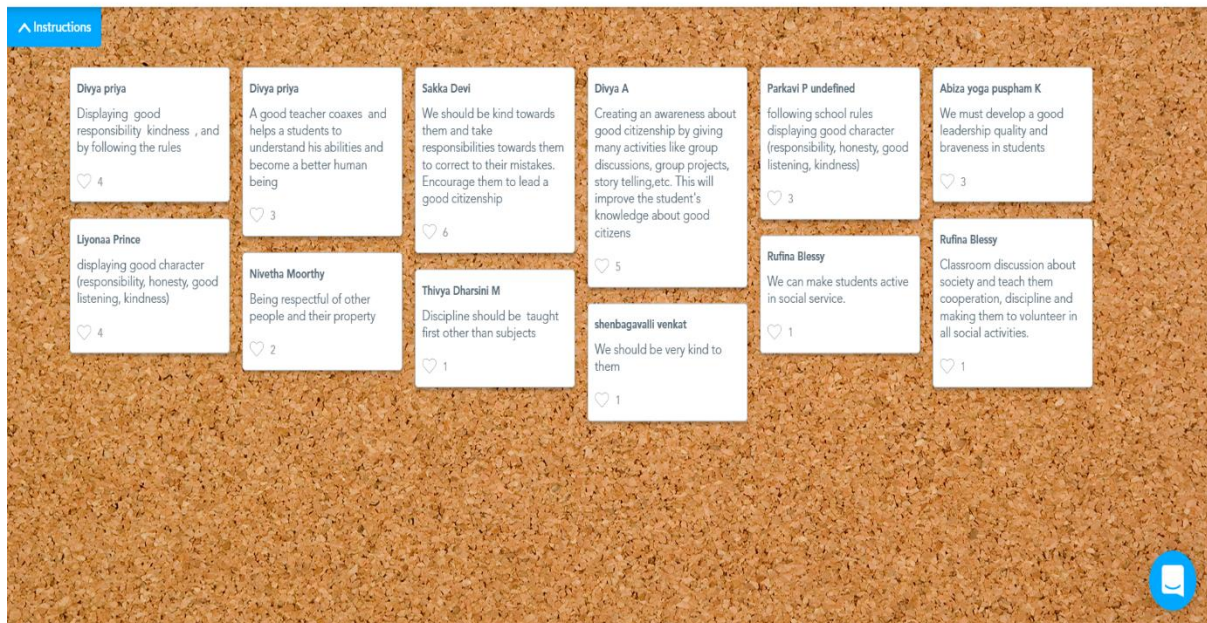 Instructions
Divya priya
Displaying good
responsibility kindness , and
by following the rules
4
Divya priya
A good teacher coaxes and
helps a students to
understand his abilities and
become a better human
being
3
Sakka Devi
We should be kind towards
them and take
responsibilities towards them
to correct to their mistakes.
Encourage them to lead a
good citizenship
6
Divya A
Creating an awareness about
good citizenship by giving
many activities like group
discussions, group projects,
story telling,etc. This will
improve the student's
knowledge about good
citizens
5
Parkavi P undefined
following school rules
displaying good character
(responsibility, honesty, good
listening, kindness)
3
Abiza yoga puspham K
We must develop a good
leadership quality and
braveness in students
3
Liyonaa Prince
displaying good character
(responsibility, honesty, good
listening, kindness)
4
Nivetha Moorthy
Being respectful of other
people and their property
2
Thivya Dharsini M
Discipline should be taught
first other than subjects
1
shenbagavalli venkat
We should be very kind to
them
1
Rufina Blessy
We can make students active
in social service.
1
Rufina Blessy
Classroom discussion about
society and teach them
cooperation, discipline and
making them to volunteer in
all social activities.
1